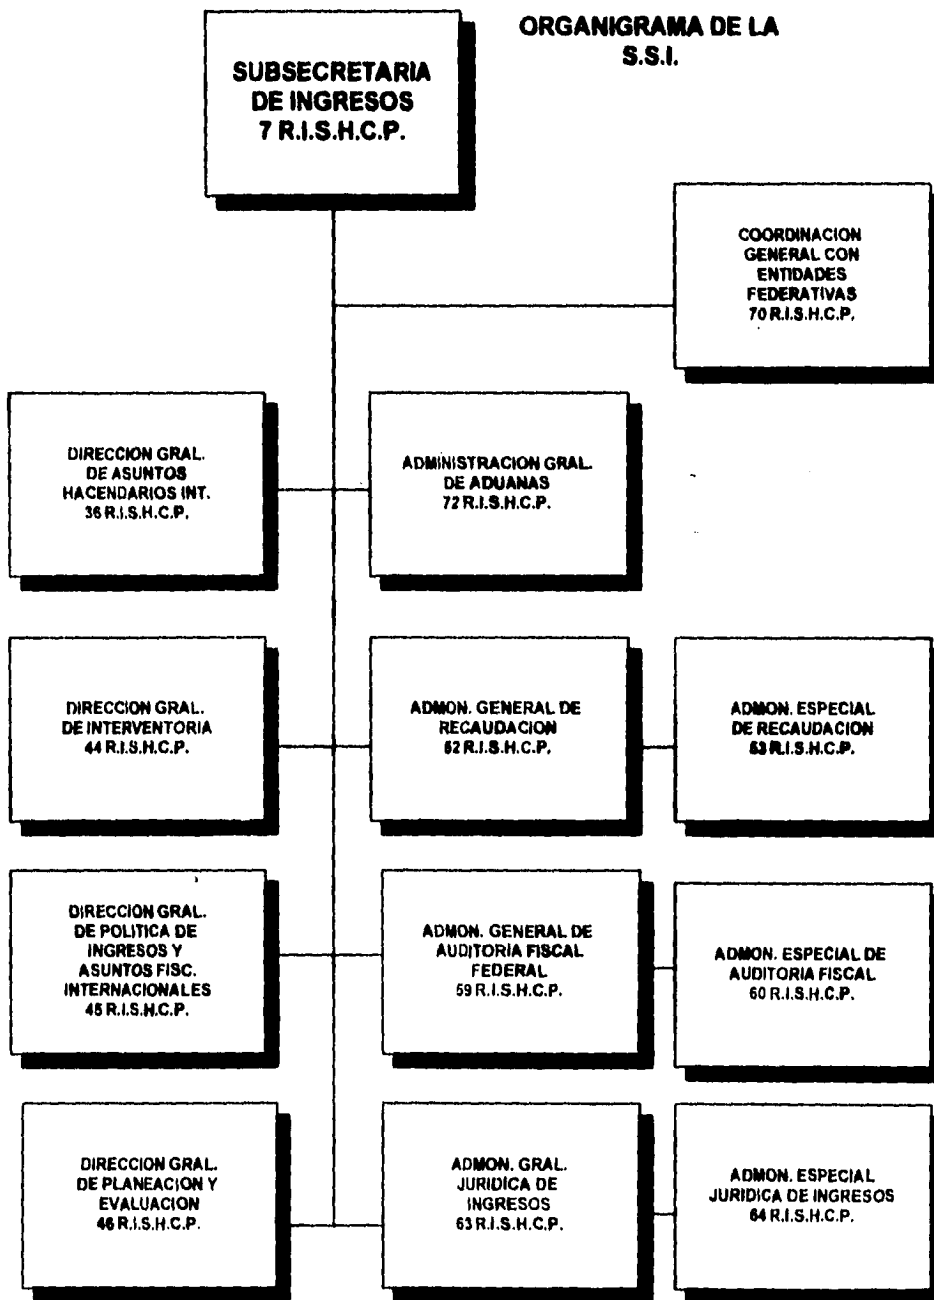 ORGANIGRAMA DE LA
S.S.I.
SUBSECRETARIA
DE INGRESOS
7 R.I.S.H.C.P.
COORDINACION
GENERAL CON
ENTIDADES
FEDERATIVAS
70 R.I.S.H.C.P.
DIRECCION GRAL.
DE ASUNTOS
HACENDARIOS INT.
36 R.I.S.H.C.P.
ADMINISTRACION GRAL.
DE ADUANAS
72 R.I.S.H.C.P.
DIRECCION GRAL.
DE INTERVENTORIA
44 R.I.S.H.C.P.
ADMON. GENERAL DE
RECAUDACION
52 R.I.S.H.C.P.
ADMON. ESPECIAL
DE RECAUDACION
53 R.I.S.H.C.P.
DIRECCION GRAL.
DE POLITICA DE
INGRESOS Y
ASUNTOS FISC.
INTERNACIONALES
45 R.I.S.H.C.P.
ADMON. GENERAL DE
AUDITORIA FISCAL
FEDERAL
59 R.I.S.H.C.P.
ADMON. ESPECIAL DE
AUDITORIA FISCAL
60 R.I.S.H.C.P.
DIRECCION GRAL.
DE PLANEACION Y
EVALUACION
46 R.I.S.H.C.P.
ADMON. GRAL.
JURIDICA DE
INGRESOS
63 R.I.S.H.C.P.
ADMON. ESPECIAL
JURIDICA DE INGRESOS
64 R.I.S.H.C.P.